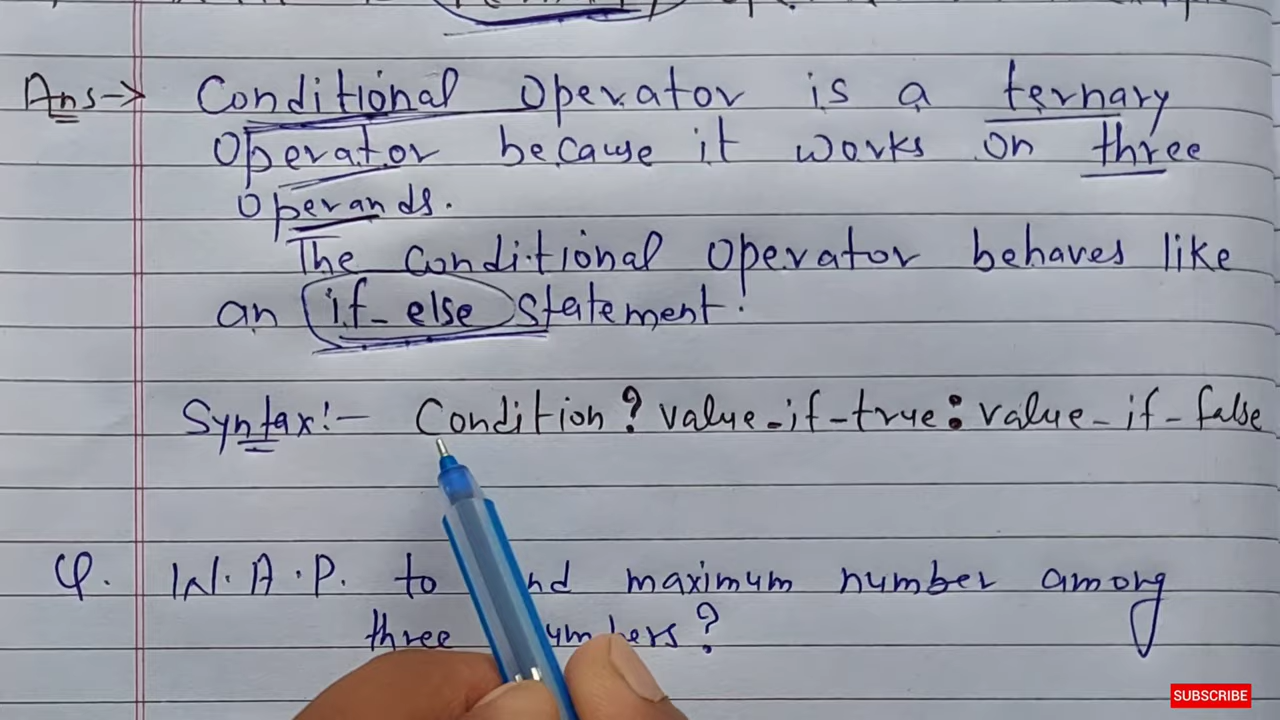 Ans→ Conditional operator is a ternary
operator because it works on three
operands.
The conditional operator behaves like
an if-else statement.
Syntax:- Condition ? value-if-true : value-if-false
Q. W.A.P. to maximum number among
three ?
SUBSCRIBE